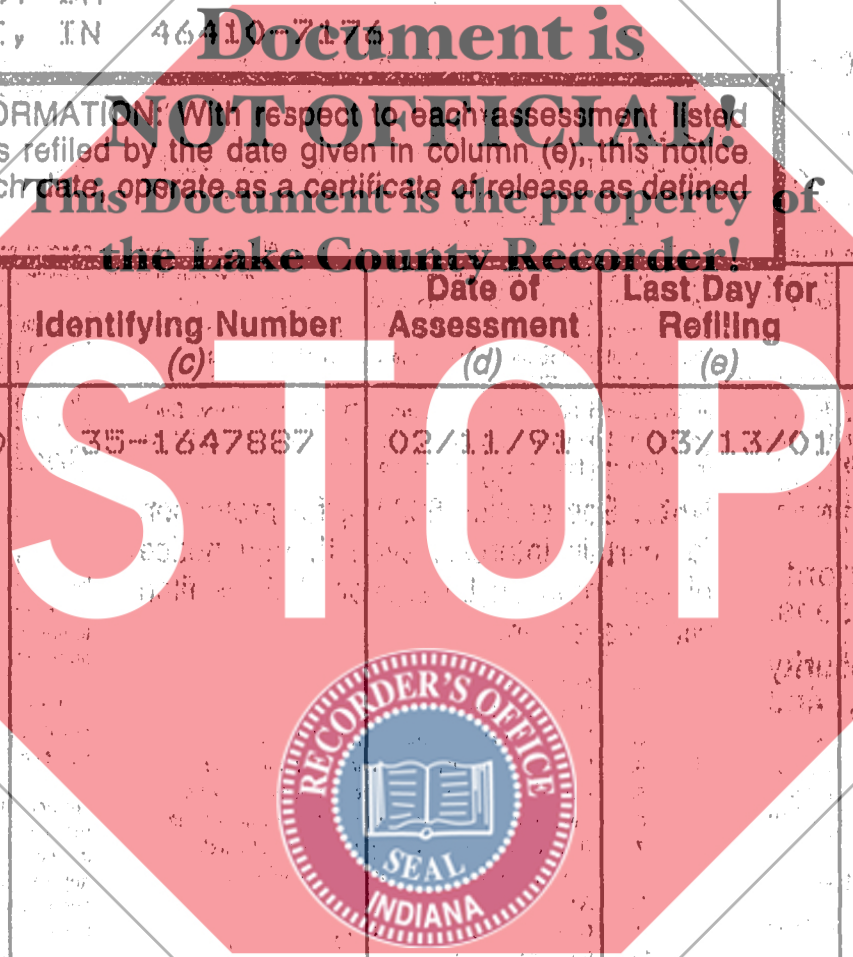 IN 46410-7176
Document is
NOT OFFICIAL!
This Document is the property of
the Lake County Recorder!
ORMATION: With respect to each assessment listed
s refiled by the date given in column (e), this notice
ch date, operate as a certificate of release as defined
Identifying Number
(c)
Date of
Assessment
(d)
Last Day for
Refiling
(e)
35-1647887 02/11/91 03/13/01
STOP
RECORDER'S OFFICE
SEAL
INDIANA